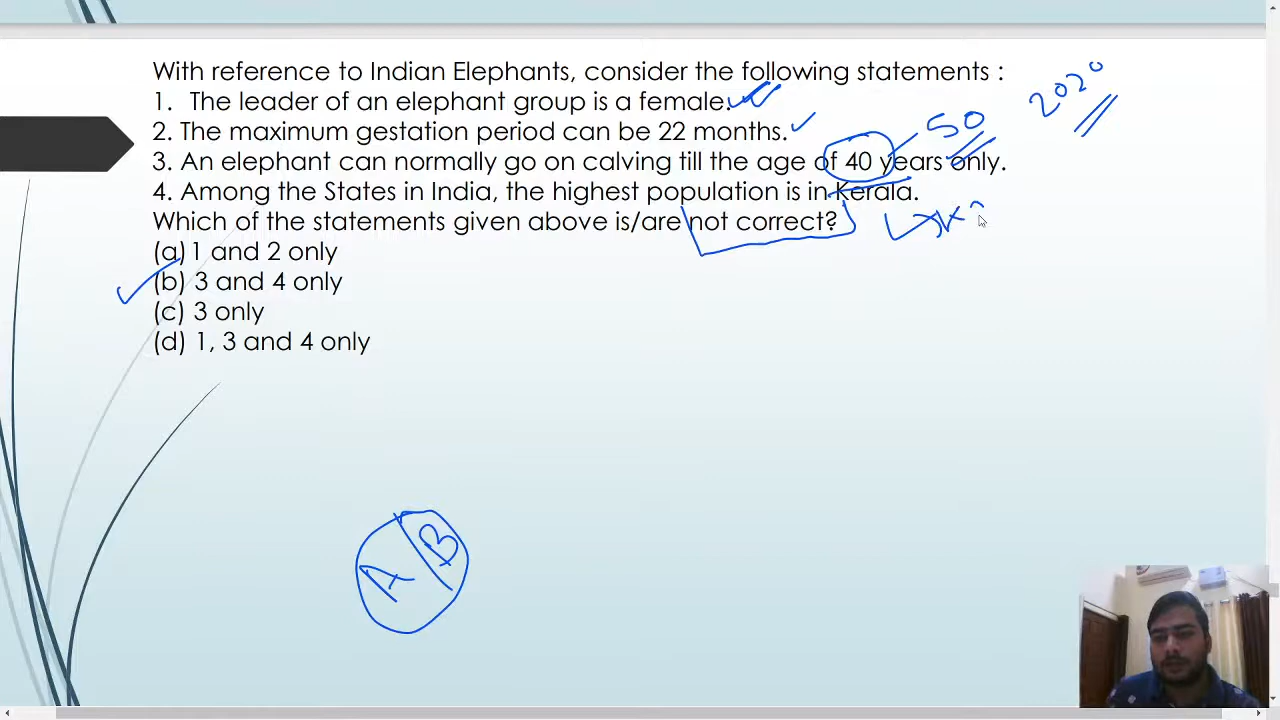 With reference to Indian Elephants, consider the following statements :
1. The leader of an elephant group is a female.
2. The maximum gestation period can be 22 months.
3. An elephant can normally go on calving till the age of 40 years only.
4. Among the States in India, the highest population is in Kerala.
Which of the statements given above is/are not correct?
(a) 1 and 2 only
(b) 3 and 4 only
(c) 3 only
(d) 1, 3 and 4 only
50
2020
A
B